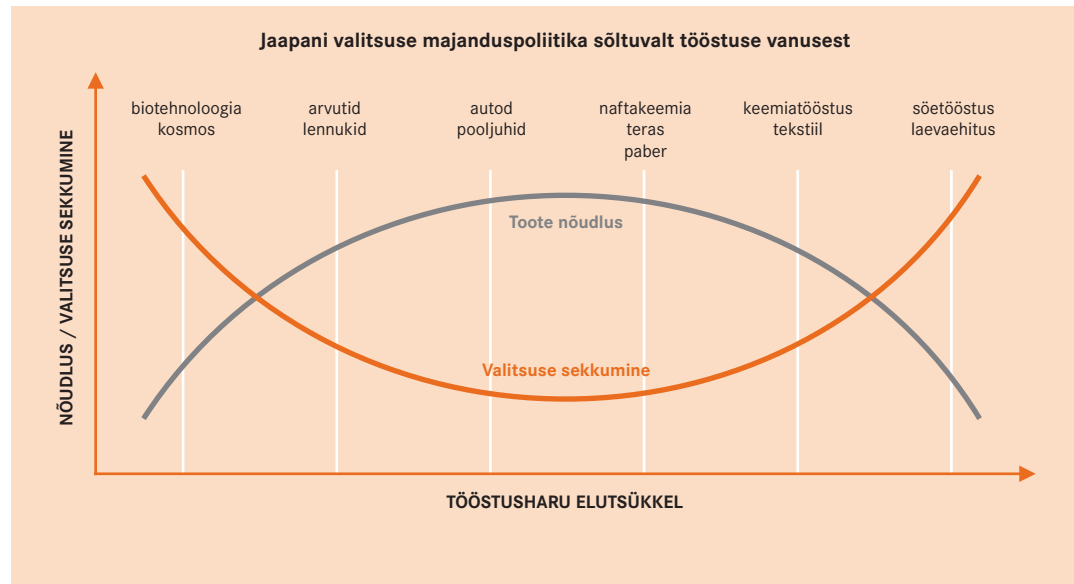 Jaapani valitsuse majanduspoliitika sõltuvalt tööstuse vanusest
NÕUDLUS / VALITSUSE SEKKUMINE
biotehnoloogia
kosmos
arvutid
lennukid
autod
pooljuhid
naftakeemia
teras
paber
keemiatööstus
tekstiil
söetööstus
laevaehitus
Toote nõudlus
Valitsuse sekkumine
TÖÖSTUSHARU ELUTSÜKKEL